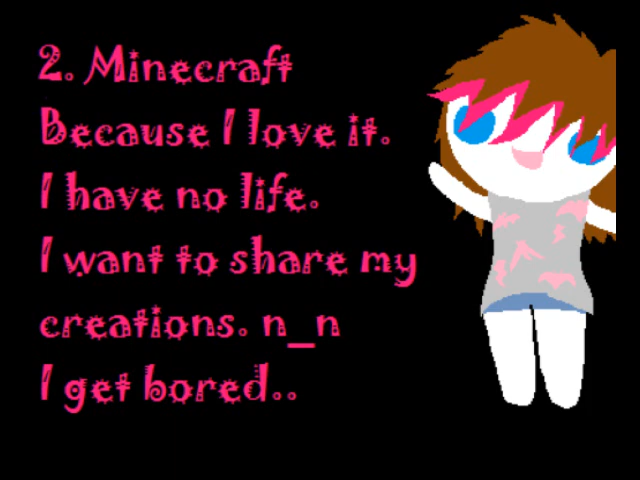 2. Minecraft
Because I love it.
I have no life.
I want to share my
creations. n_n
I get bored..